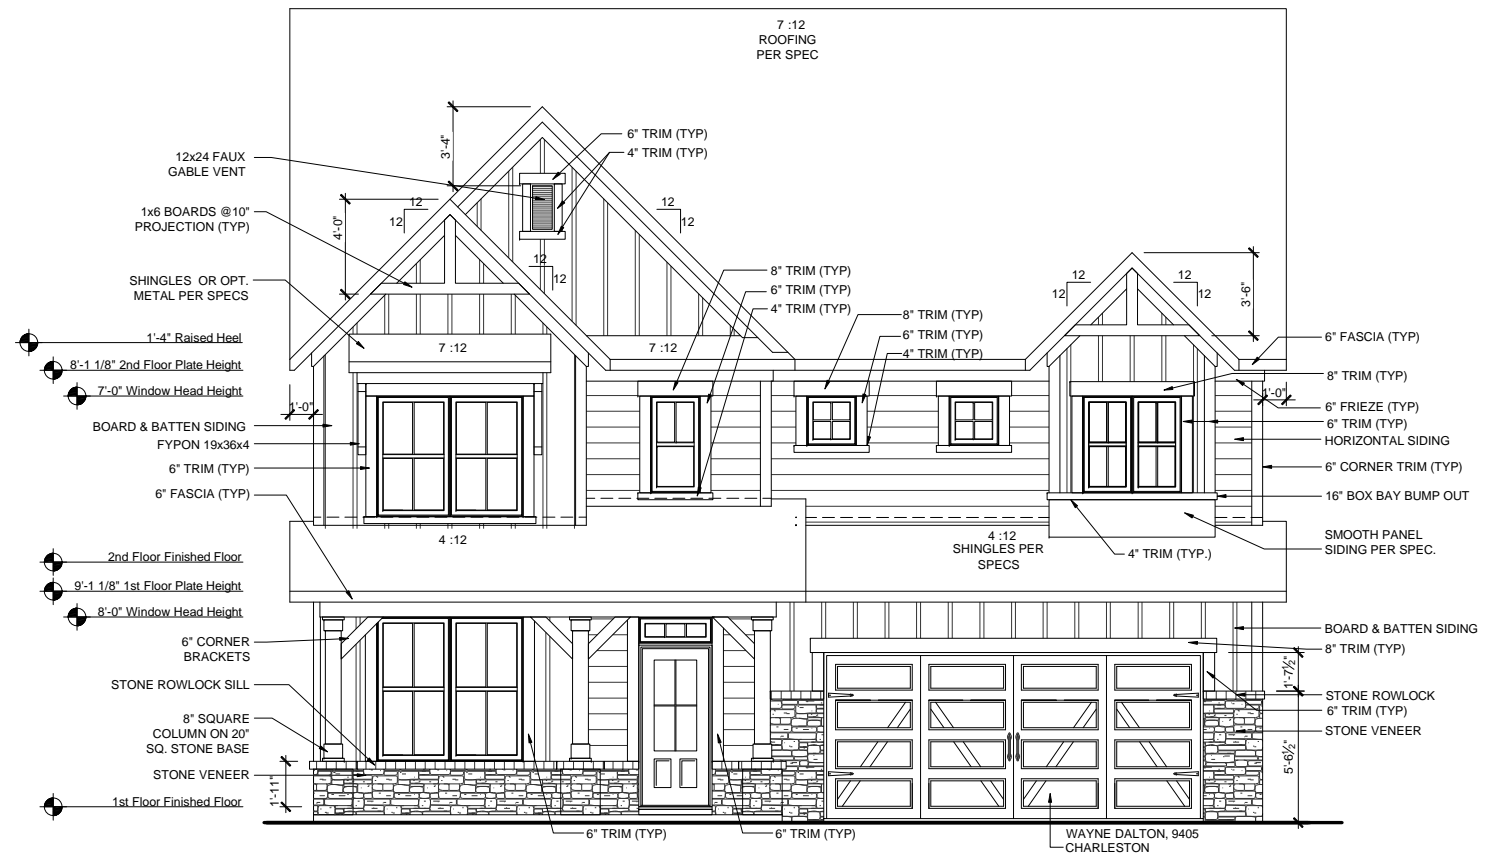 7 :12
ROOFING
PER SPEC
3'-4"
6" TRIM (TYP)
4" TRIM (TYP)
12x24 FAUX
GABLE VENT
1x6 BOARDS @10"
PROJECTION (TYP)
4'-0"
12
12
12
12
12
12
SHINGLES OR OPT.
METAL PER SPECS
8" TRIM (TYP)
6" TRIM (TYP)
4" TRIM (TYP)
8" TRIM (TYP)
6" TRIM (TYP)
4" TRIM (TYP)
12
12
12
12
3'-6"
1'-4" Raised Heel
8'-1 1/8" 2nd Floor Plate Height
7'-0" Window Head Height
7 :12
7 :12
6" FASCIA (TYP)
8" TRIM (TYP)
1'-0"
1'-0"
6" FRIEZE (TYP)
6" TRIM (TYP)
HORIZONTAL SIDING
6" CORNER TRIM (TYP)
16" BOX BAY BUMP OUT
SMOOTH PANEL
SIDING PER SPEC.
BOARD & BATTEN SIDING
FYPON 19x36x4
6" TRIM (TYP)
6" FASCIA (TYP)
4 :12
4 :12
SHINGLES PER
SPECS
4" TRIM (TYP.)
2nd Floor Finished Floor
9'-1 1/8" 1st Floor Plate Height
8'-0" Window Head Height
6" CORNER
BRACKETS
STONE ROWLOCK SILL
8" SQUARE
COLUMN ON 20"
SQ. STONE BASE
STONE VENEER
1'-11"
1st Floor Finished Floor
BOARD & BATTEN SIDING
8" TRIM (TYP)
1'-7½"
STONE ROWLOCK
6" TRIM (TYP)
STONE VENEER
5'-6½"
6" TRIM (TYP)
6" TRIM (TYP)
WAYNE DALTON, 9405
CHARLESTON